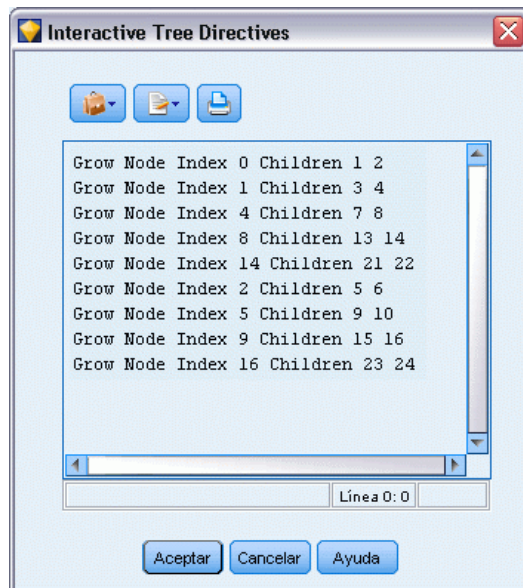 Interactive Tree Directives
Grow Node Index 0 Children 1 2
Grow Node Index 1 Children 3 4
Grow Node Index 4 Children 7 8
Grow Node Index 8 Children 13 14
Grow Node Index 14 Children 21 22
Grow Node Index 2 Children 5 6
Grow Node Index 5 Children 9 10
Grow Node Index 9 Children 15 16
Grow Node Index 16 Children 23 24
Línea 0: 0
Aceptar Cancelar Ayuda